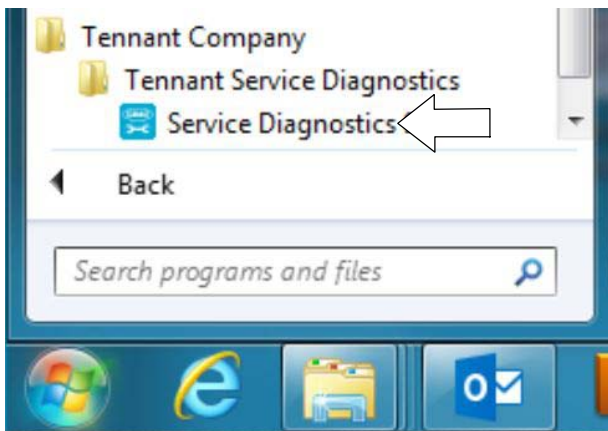 Tennant Company
Tennant Service Diagnostics
Service Diagnostics
Back
Search programs and files